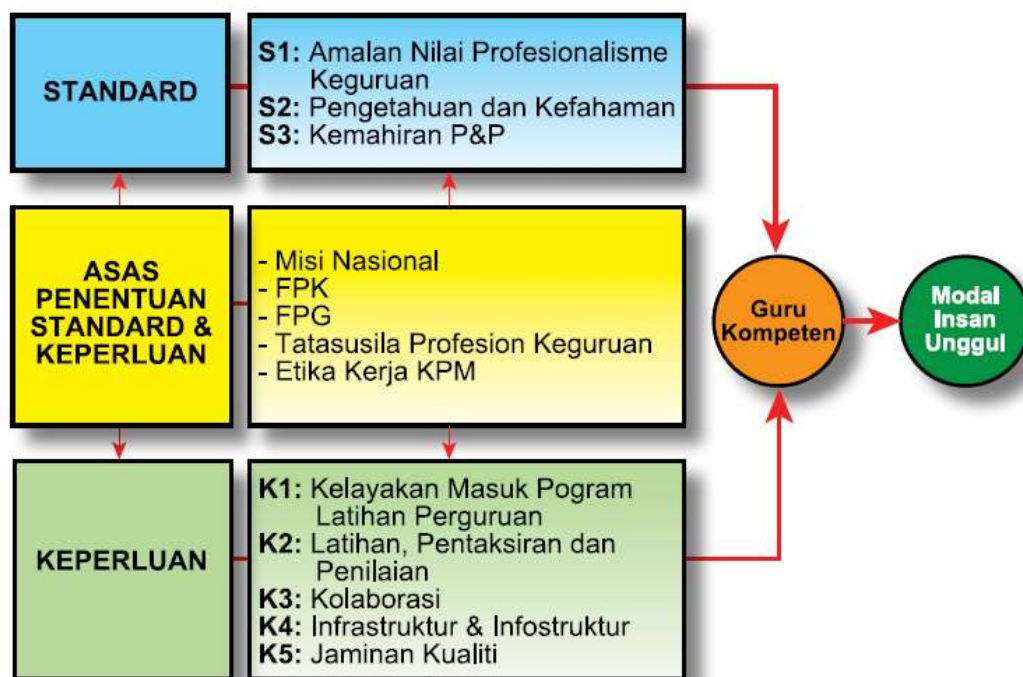 STANDARD
S1: Amalan Nilai Profesionalisme
Keguruan
S2: Pengetahuan dan Kefahaman
S3: Kemahiran P&P
ASAS
PENENTUAN
STANDARD &
KEPERLUAN
- Misi Nasional
- FPK
- FPG
- Tatasusila Profesion Keguruan
- Etika Kerja KPM
Guru
Kompeten
Modal
Insan
Unggul
KEPERLUAN
K1: Kelayakan Masuk Pogram
Latihan Perguruan
K2: Latihan, Pentaksiran dan
Penilaian
K3: Kolaborasi
K4: Infrastruktur & Infostruktur
K5: Jaminan Kualiti